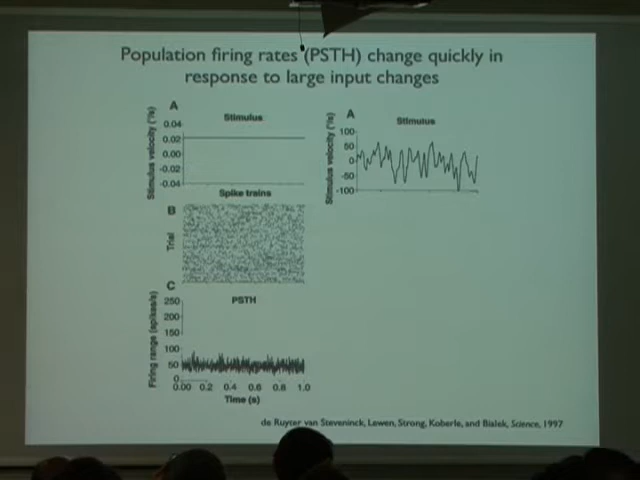 Population firing rates (PSTH) change quickly in
response to large input changes
A
Stimulus
Stimulus velocity (°/s)
0.04
0.02
0.00
-0.02
-0.04
A
Stimulus
Stimulus velocity (°/s)
100
50
0
-50
-100
Spike trains
B
Trial
C
PSTH
Firing range (spikes/s)
250
200
150
100
50
0
0.00 0.2 0.4 0.6 0.8 1.0
Time (s)
de Ruyter van Steveninck, Lewen, Strong, Koberle, and Bialek, Science, 1997